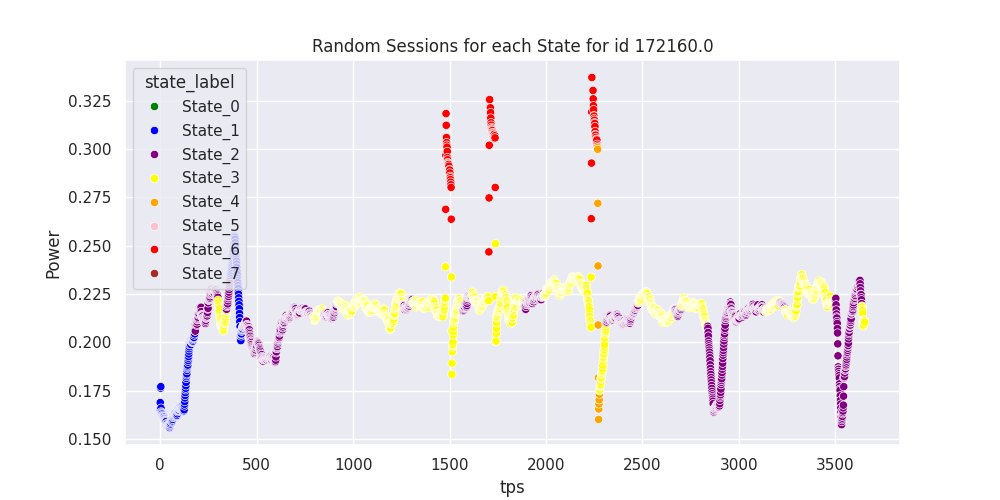 Random Sessions for each State for id 172160.0
state_label
State_0
State_1
State_2
State_3
State_4
State_5
State_6
State_7
Power
0.325
0.300
0.275
0.250
0.225
0.200
0.175
0.150
0 500 1000 1500 2000 2500 3000 3500
tps